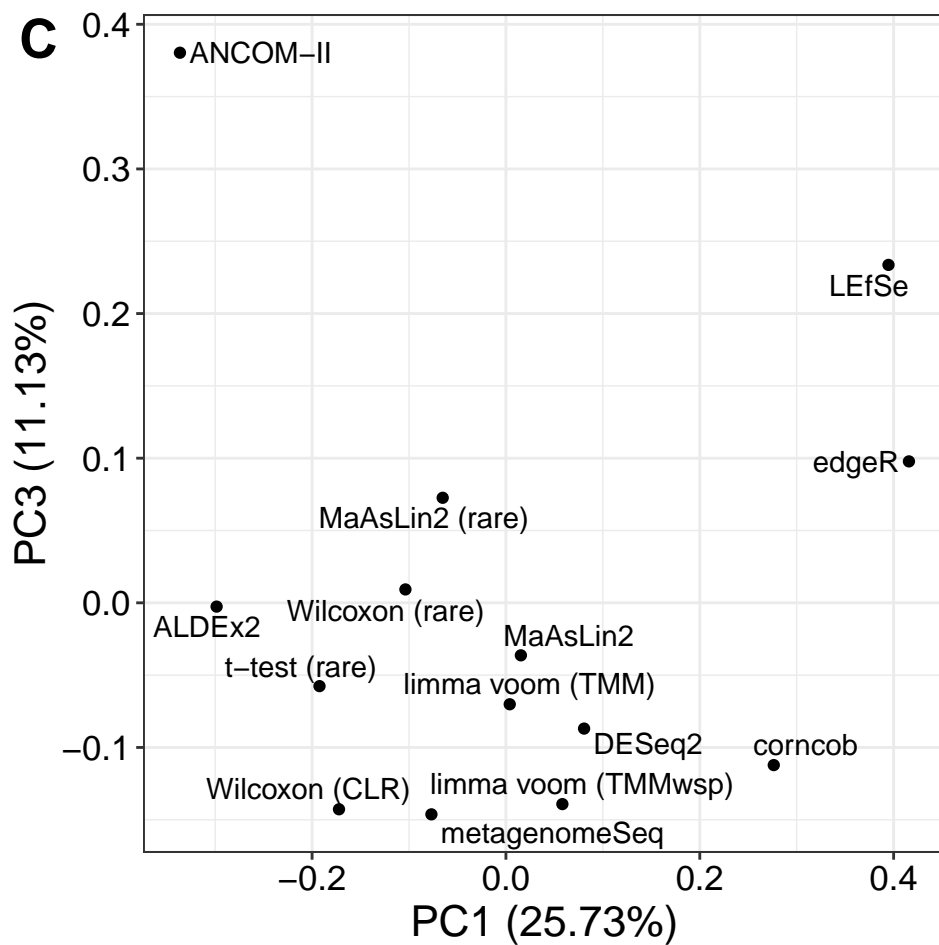 C
0.4
ANCOM−II
0.3
LEfSe
0.2
edgeR
0.1
MaAsLin2 (rare)
Wilcoxon (rare)
0.0
ALDEx2
MaAsLin2
t−test (rare)
limma voom (TMM)
DESeq2
corncob
−0.1
Wilcoxon (CLR)
limma voom (TMMwsp)
metagenomeSeq
PC3 (11.13%)
−0.2
0.0
0.2
0.4
PC1 (25.73%)